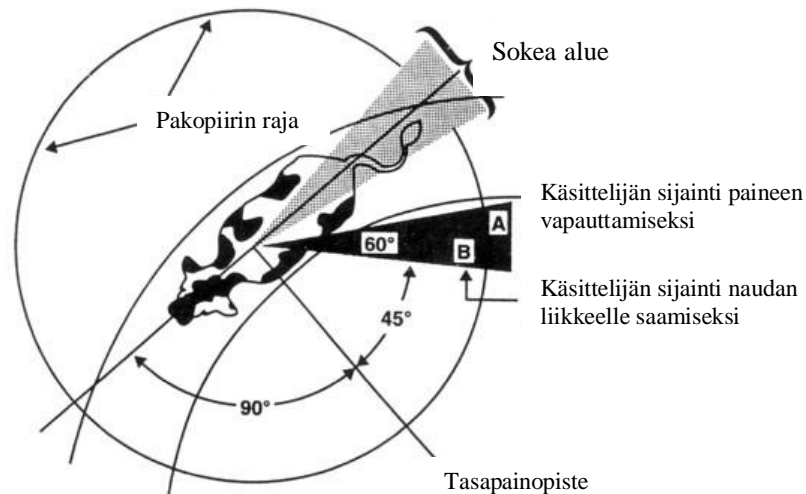 Sokea alue
Pakopiirin raja
Käsittelijän sijainti paineen
vapauttamiseksi
A
60°
B
Käsittelijän sijainti naudan
liikkeelle saamiseksi
45°
90°
Tasapainopiste